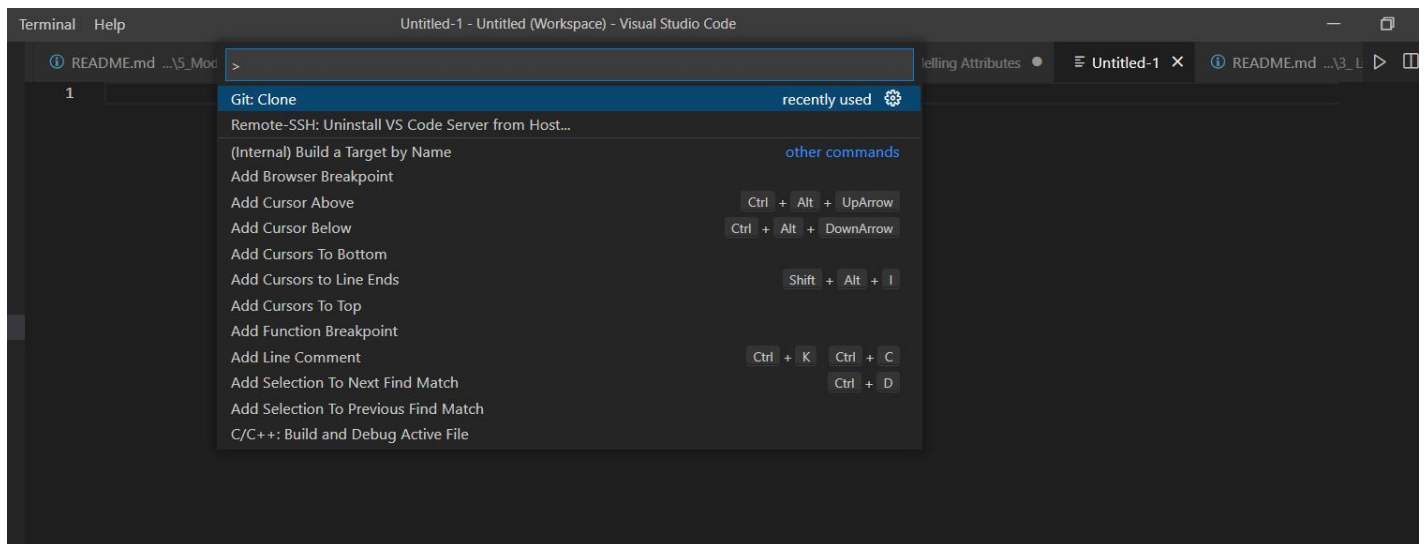 Terminal Help Untitled-1 - Untitled (Workspace) - Visual Studio Code
README.md ...\5_Mod > elling Attributes Untitled-1 README.md ...\3_ L
1
Git: Clone recently used
Remote-SSH: Uninstall VS Code Server from Host...
(Internal) Build a Target by Name other commands
Add Browser Breakpoint
Add Cursor Above Ctrl + Alt + UpArrow
Add Cursor Below Ctrl + Alt + DownArrow
Add Cursors To Bottom
Add Cursors to Line Ends Shift + Alt + I
Add Cursors To Top
Add Function Breakpoint
Add Line Comment Ctrl + K Ctrl + C
Add Selection To Next Find Match Ctrl + D
Add Selection To Previous Find Match
C/C++: Build and Debug Active File